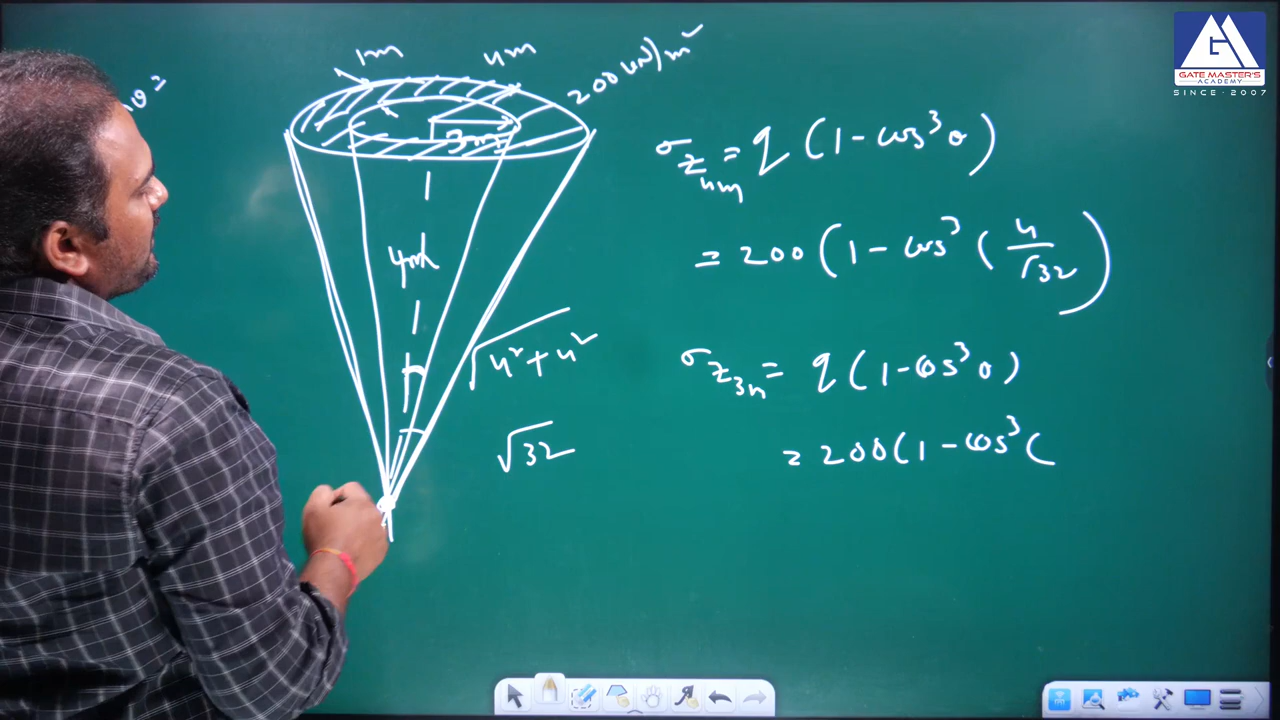 1m
4m
200 kN/m²
3m
4m
√4²+4²
√32
σz4m = q(1-cos³θ)
= 200(1-cos³(4/√32)
σz3m = q(1-cos³θ)
= 200(1-cos³(
GATE MASTER'S
ACADEMY
SINCE-2007